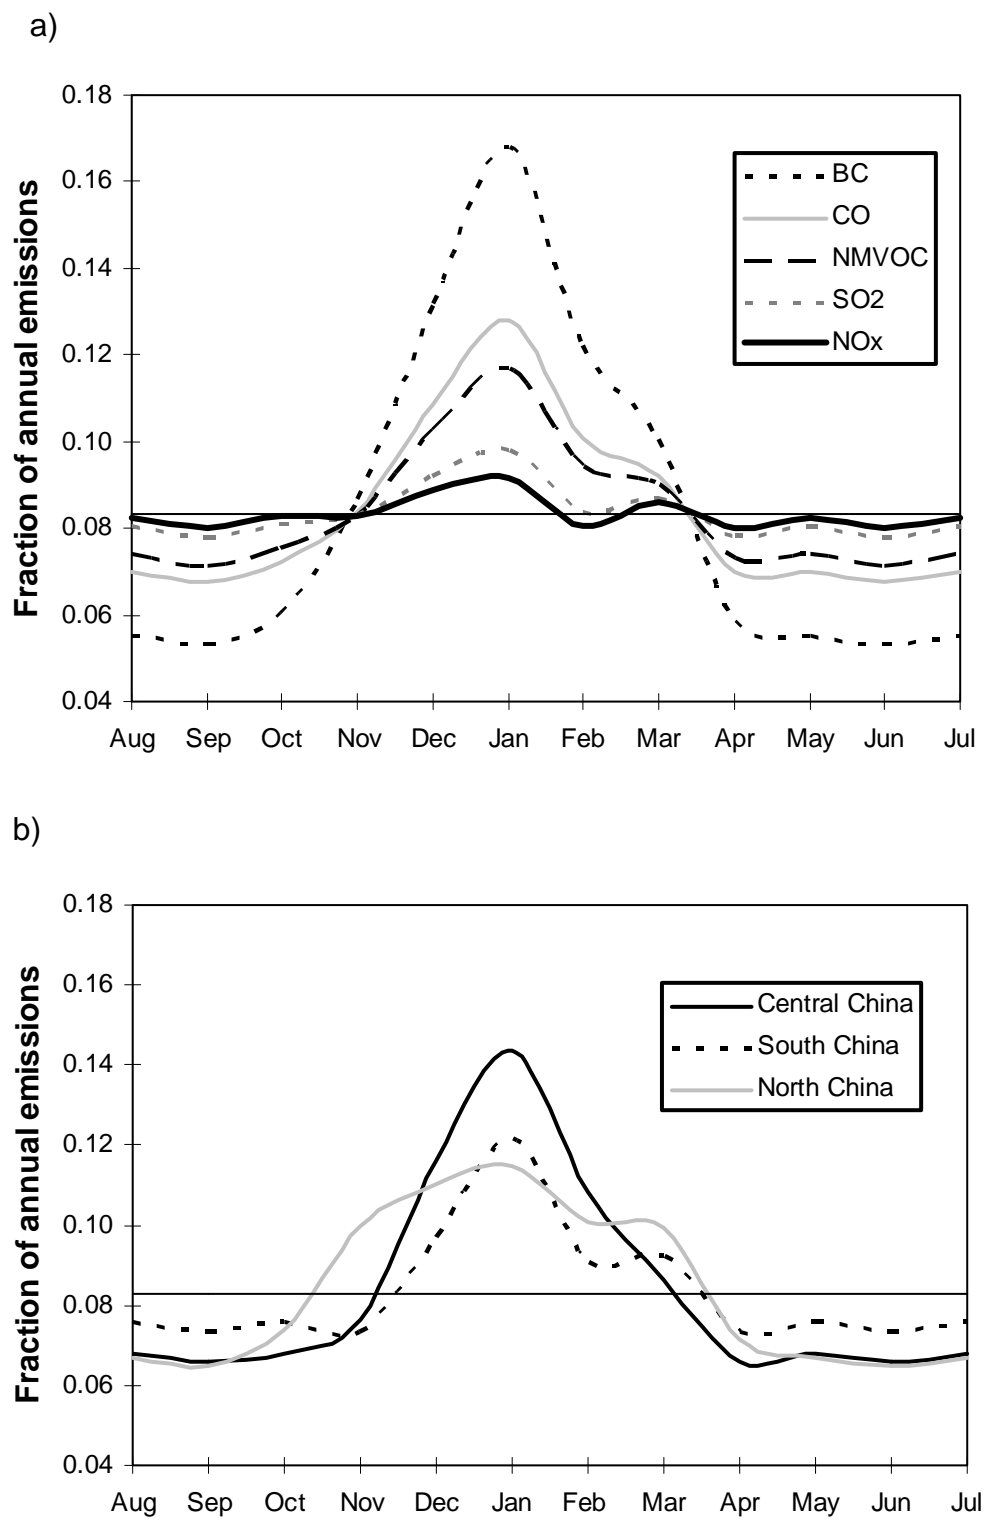 a)
Fraction of annual emissions
0.18
0.16
0.14
0.12
0.10
0.08
0.06
0.04
BC
CO
NMVOC
SO2
NOx
Aug Sep Oct Nov Dec Jan Feb Mar Apr May Jun Jul
b)
Fraction of annual emissions
0.18
0.16
0.14
0.12
0.10
0.08
0.06
0.04
Central China
South China
North China
Aug Sep Oct Nov Dec Jan Feb Mar Apr May Jun Jul